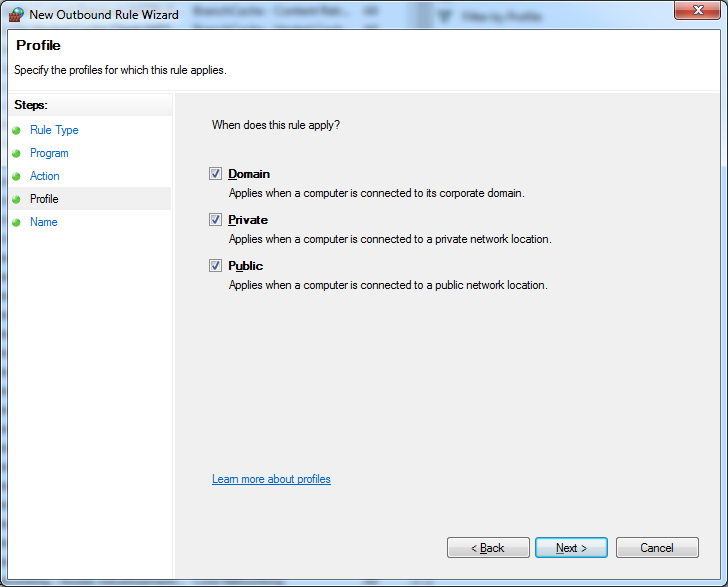 New Outbound Rule Wizard
Profile
Specify the profiles for which this rule applies.
Steps:
Rule Type
Program
Action
Profile
Name
When does this rule apply?
Domain
Applies when a computer is connected to its corporate domain.
Private
Applies when a computer is connected to a private network location.
Public
Applies when a computer is connected to a public network location.
Learn more about profiles
< Back
Next >
Cancel